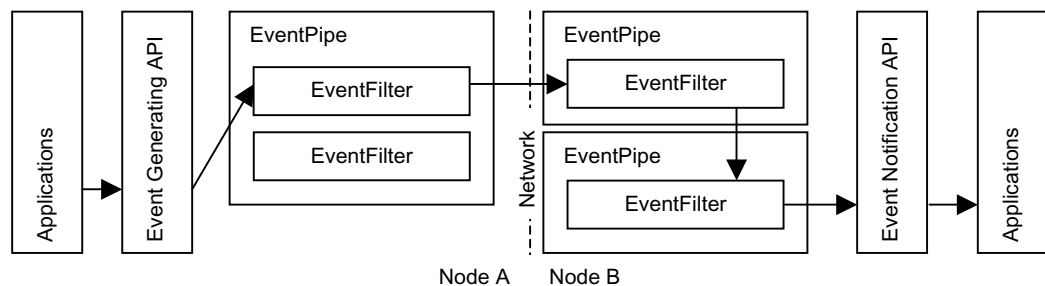 Applications
Event Generating API
EventPipe
EventFilter
EventFilter
Network
EventPipe
EventFilter
EventPipe
EventFilter
Event Notification API
Applications
Node A
Node B